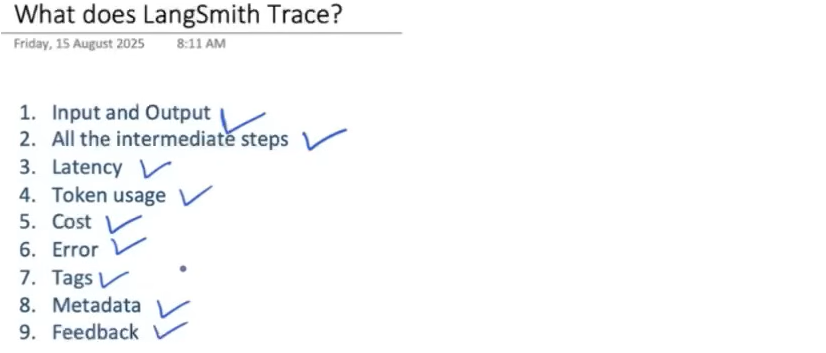 What does LangSmith Trace?
Friday, 15 August 2025 8:11 AM
1. Input and Output
2. All the intermediate steps
3. Latency
4. Token usage
5. Cost
6. Error
7. Tags
8. Metadata
9. Feedback